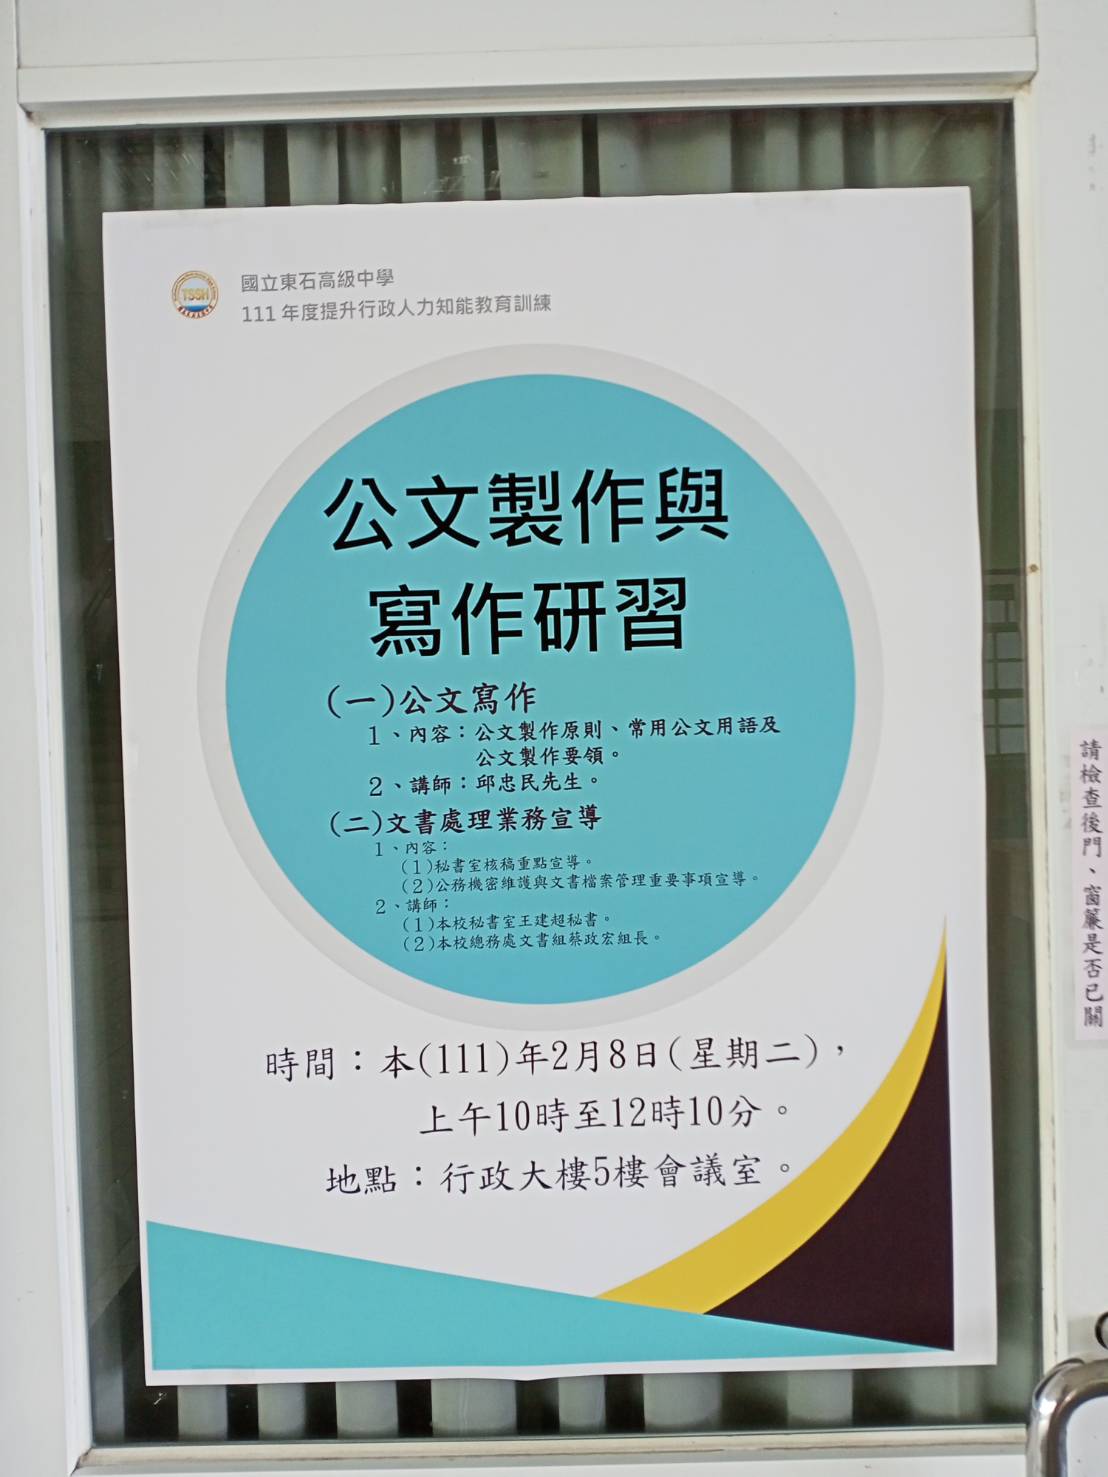 TSSH
國立東石高級中學
111 年度提升行政人力知能教育訓練
公文製作與
寫作研習
(一)公文寫作
1、內容：公文製作原則、常用公文用語及
公文製作要領。
2、講師：邱忠民先生。
(二)文書處理業務宣導
1、內容：
(1)秘書室核稿重點宣導。
(2)公務機密維護與文書檔案管理重要事項宣導。
2、講師：
(1)本校秘書室王建超秘書。
(2)本校總務處文書組蔡政宏組長。
時間：本(111)年2月8日(星期二)，
上午10時至12時10分。
地點：行政大樓5樓會議室。
請檢查後門、窗簾是否已關